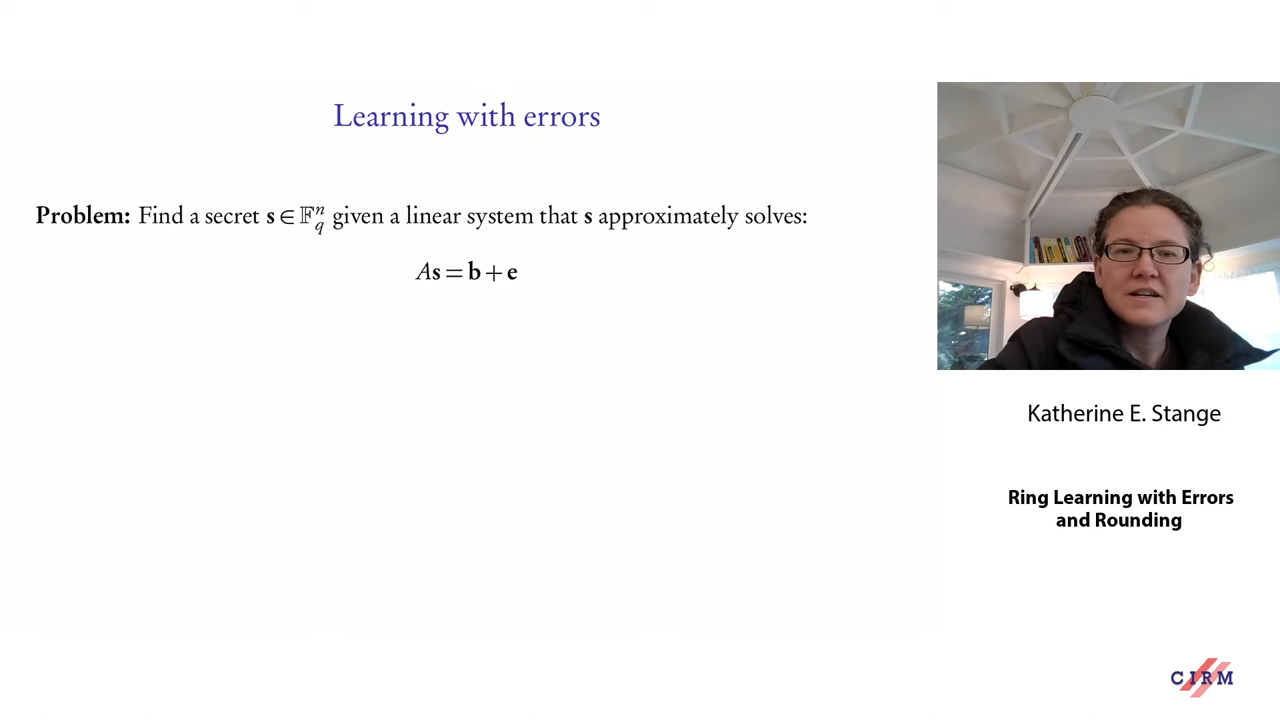 Learning with errors
Problem: Find a secret s ∈ 𝔽_q^n given a linear system that s approximately solves:
As = b + e
Katherine E. Stange
Ring Learning with Errors
and Rounding
CIRM